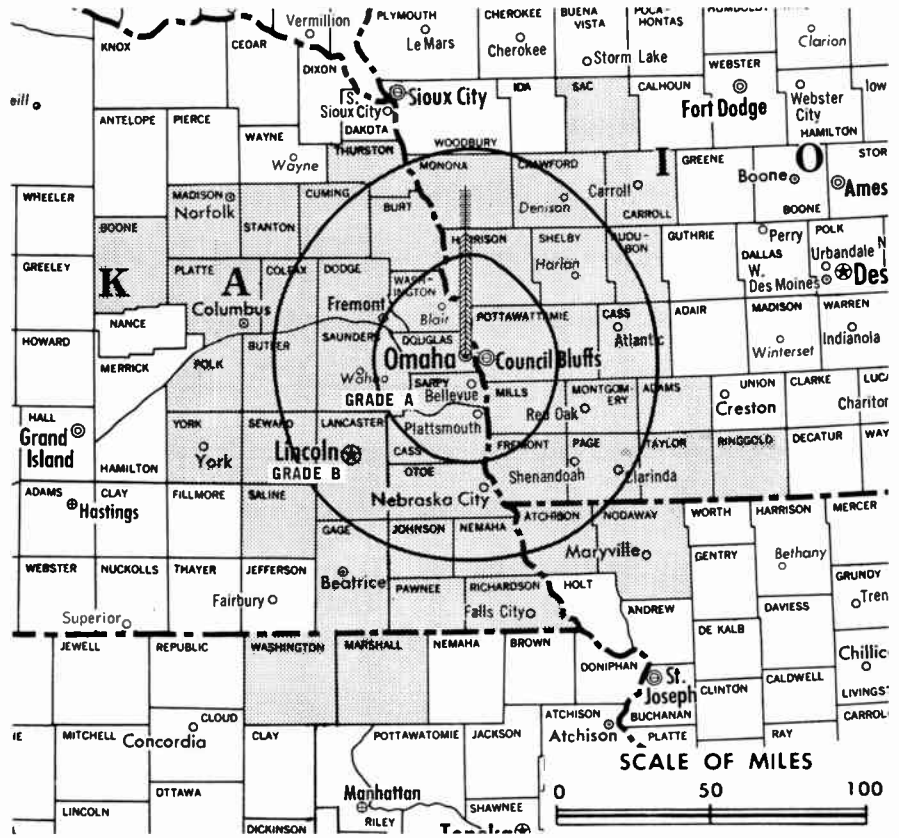 Vermillion
PLYMOUTH
CHEROKEE
BUENA
VISTA
HONTAS
KNOX
CEDAR
Le Mars
Cherokee
Storm Lake
Clarion
DIXON
WEBSTER
S.
Sioux City
Sioux City
IDA
SAC
CALHOUN
Fort Dodge
Webster
City
HAMILTON
ANTELOPE
PIERCE
WAYNE
Wayne
DAKOTA
THURSTON
WOODBURY
MONONA
CRAWFORD
I
GREENE
O
Boone
Ames
WHEELER
MADISON
Norfolk
CUMING
BURT
Denison
Carroll
CARROLL
BOONE
BOONE
STANTON
HARRISON
SHELBY
AUDU-
BON
GUTHRIE
Perry
POLK
Urbandale
GREELEY
K
PLATTE
A
COLFAX
DODGE
WASH-
INGTON
Harlan
DALLAS
W.
Des Moines
Des
Columbus
Fremont
Blair
POTTAWATTAMIE
CASS
Atlantic
ADAIR
MADISON
WARREN
NANCE
HOWARD
MERRICK
POLK
BUTLER
SAUNDERS
DOUGLAS
Omaha
Council Bluffs
Winterset
Indianola
Wahoo
SARPY
Bellevue
MILLS
MONTGOM-
ERY
ADAMS
UNION
CLARKE
GRADE A
Red Oak
Creston
Plattsmouth
HALL
Grand
Island
YORK
York
SEWARD
LANCASTER
Lincoln
GRADE B
CASS
FREMONT
PAGE
TAYLOR
RINGGOLD
DECATUR
HAMILTON
OTOE
Shenandoah
Clarinda
ADAMS
Hastings
CLAY
FILLMORE
SALINE
Nebraska City
GAGE
JOHNSON
NEMAHA
ATCHISON
NODAWAY
WORTH
HARRISON
MERCER
Maryville
GENTRY
Bethany
WEBSTER
NUCKOLLS
THAYER
JEFFERSON
Beatrice
PAWNEE
RICHARDSON
HOLT
GRUNDY
Fairbury
Falls City
ANDREW
DAVIESS
Superior
DE KALB
JEWELL
REPUBLIC
WASHINGTON
MARSHALL
NEMAHA
BROWN
DONIPHAN
St.
Joseph
CLINTON
CALDWELL
CLOUD
Concordia
MITCHELL
CLAY
POTTAWATOMIE
JACKSON
ATCHISON
Atchison
BUCHANAN
PLATTE
RAY
SCALE OF MILES
0 50 100
OTTAWA
LINCOLN
Manhattan
RILEY
SHAWNEE
DICKINSON